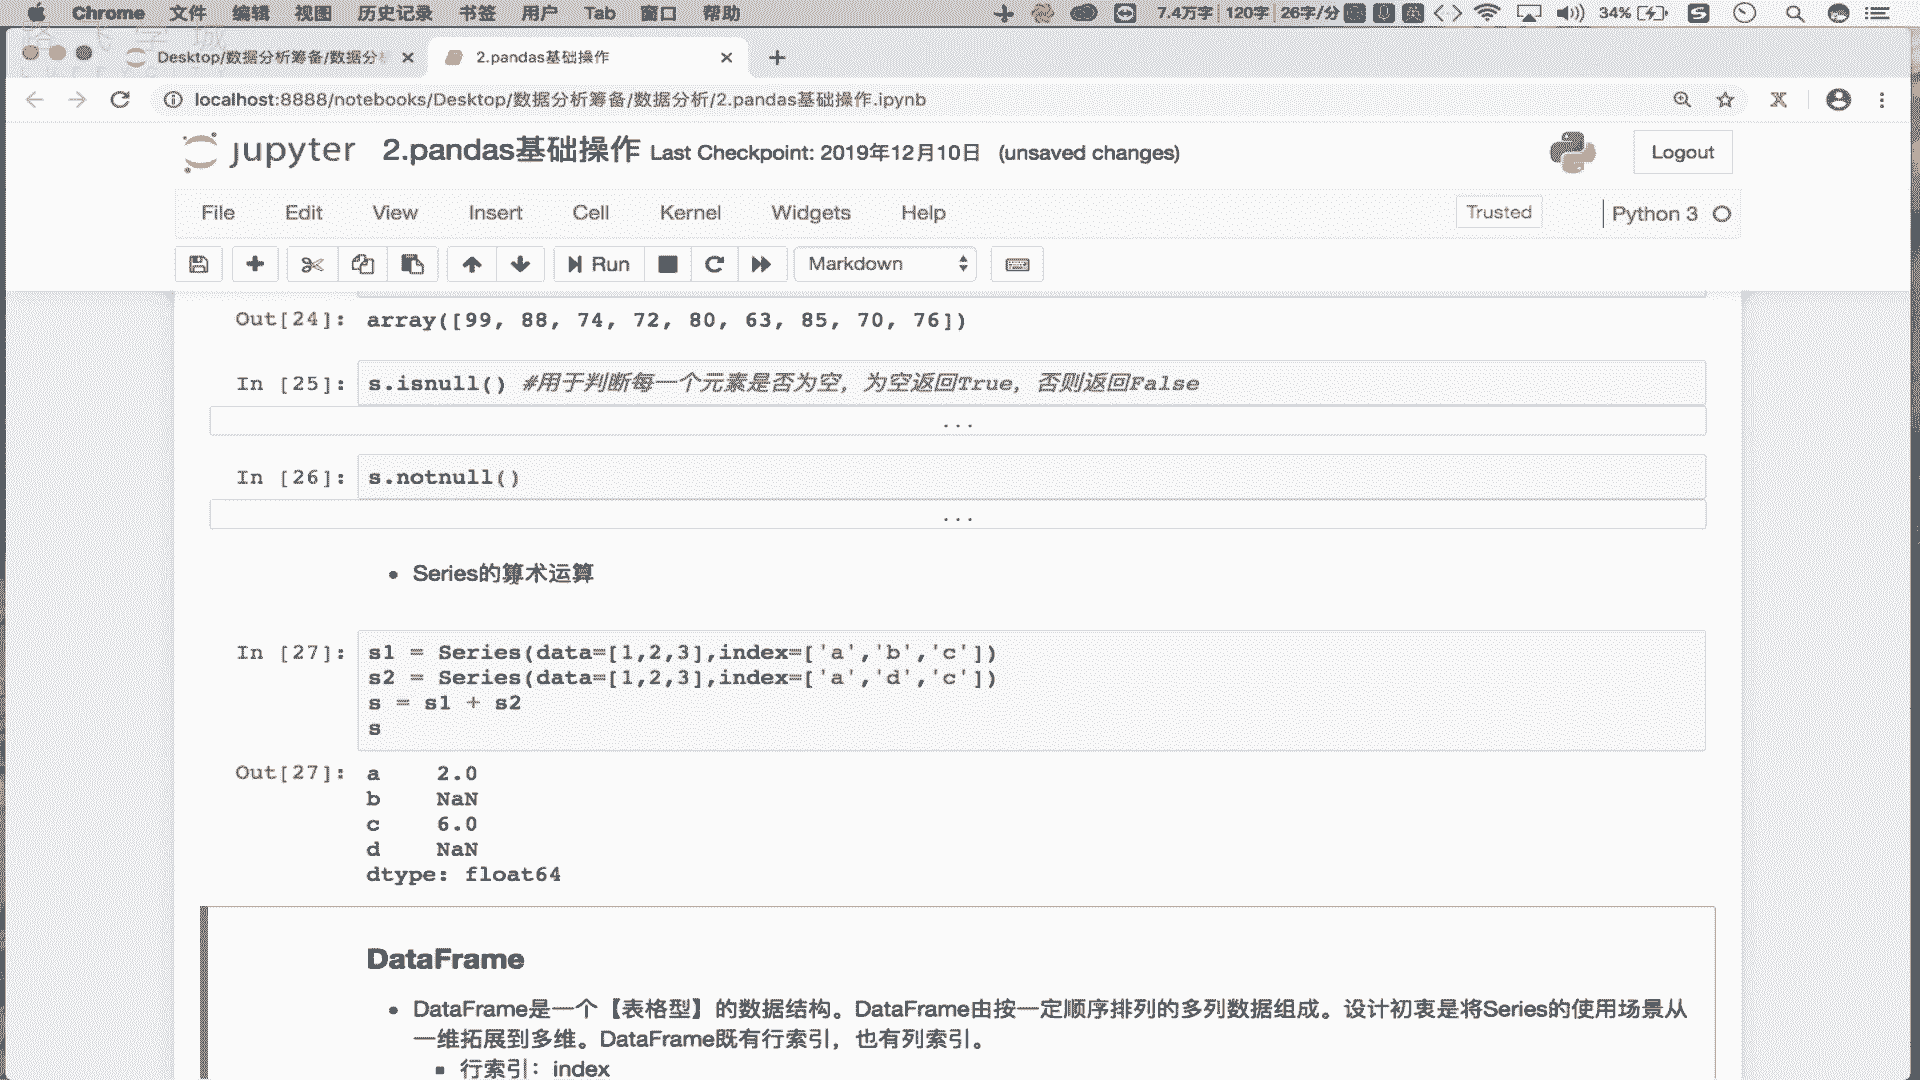 Chrome 文件 编辑 视图 历史记录 书签 用户 Tab 窗口 帮助 7.4万字 120字 26字/分 英 34%
Desktop/数据分析筹备/数据分析 2.pandas基础操作
localhost:8888/notebooks/Desktop/数据分析筹备/数据分析/2.pandas基础操作.ipynb
jupyter 2.pandas基础操作 Last Checkpoint: 2019年12月10日 (unsaved changes) Logout
File Edit View Insert Cell Kernel Widgets Help Trusted Python 3
Run Markdown
Out[24]: array([99, 88, 74, 72, 80, 63, 85, 70, 76])
In [25]: s.isnull() #用于判断每一个元素是否为空，为空返回True，否则返回False
...
In [26]: s.notnull()
...
• Series的算术运算
In [27]: s1 = Series(data=[1,2,3],index=['a','b','c'])
s2 = Series(data=[1,2,3],index=['a','d','c'])
s = s1 + s2
s
Out[27]: a 2.0
b NaN
c 6.0
d NaN
dtype: float64
DataFrame
• DataFrame是一个【表格型】的数据结构。DataFrame由按一定顺序排列的多列数据组成。设计初衷是将Series的使用场景从
一维拓展到多维。DataFrame既有行索引，也有列索引。
▪ 行索引：index